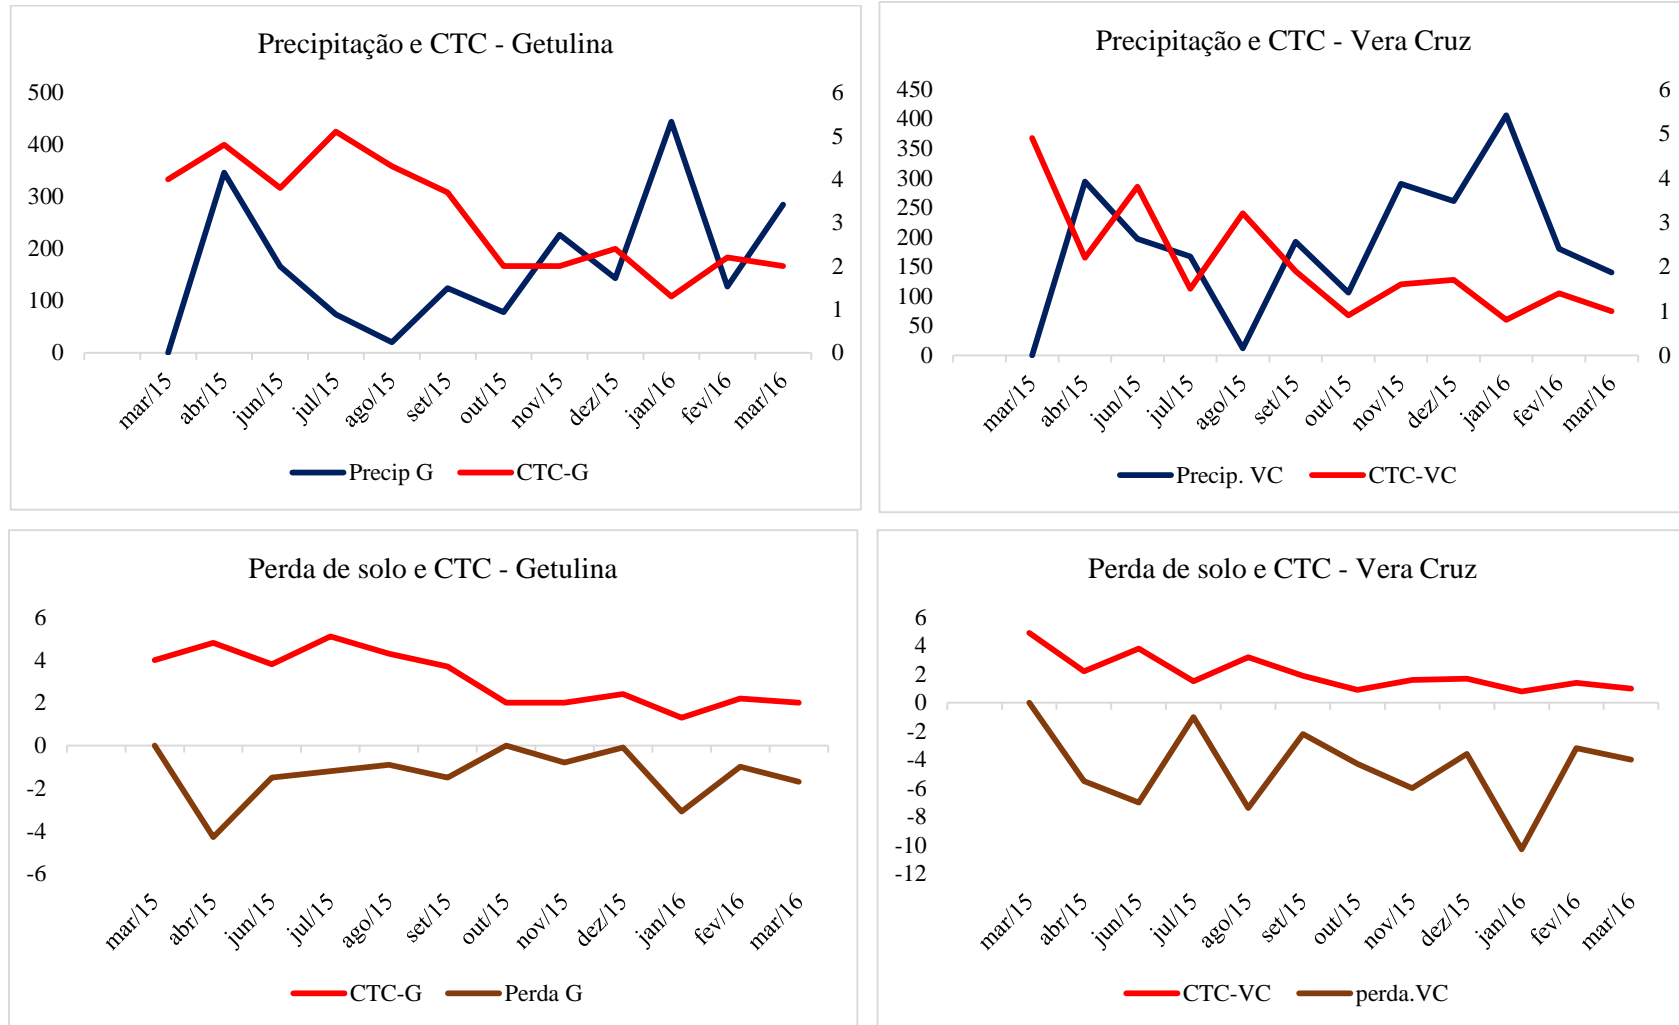 Precipitação e CTC - Getulina
500
400
300
200
100
0
6
5
4
3
2
1
0
mar/15
abr/15
jun/15
jul/15
ago/15
set/15
out/15
nov/15
dez/15
jan/16
fev/16
mar/16
Precip G
CTC-G
Precipitação e CTC - Vera Cruz
450
400
350
300
250
200
150
100
50
0
6
5
4
3
2
1
0
mar/15
abr/15
jun/15
jul/15
ago/15
set/15
out/15
nov/15
dez/15
jan/16
fev/16
mar/16
Precip. VC
CTC-VC
Perda de solo e CTC - Getulina
6
4
2
0
-2
-4
-6
mar/15
abr/15
jun/15
jul/15
ago/15
set/15
out/15
nov/15
dez/15
jan/16
fev/16
mar/16
CTC-G
Perda G
Perda de solo e CTC - Vera Cruz
6
4
2
0
-2
-4
-6
-8
-10
-12
mar/15
abr/15
jun/15
jul/15
ago/15
set/15
out/15
nov/15
dez/15
jan/16
fev/16
mar/16
CTC-VC
perda.VC